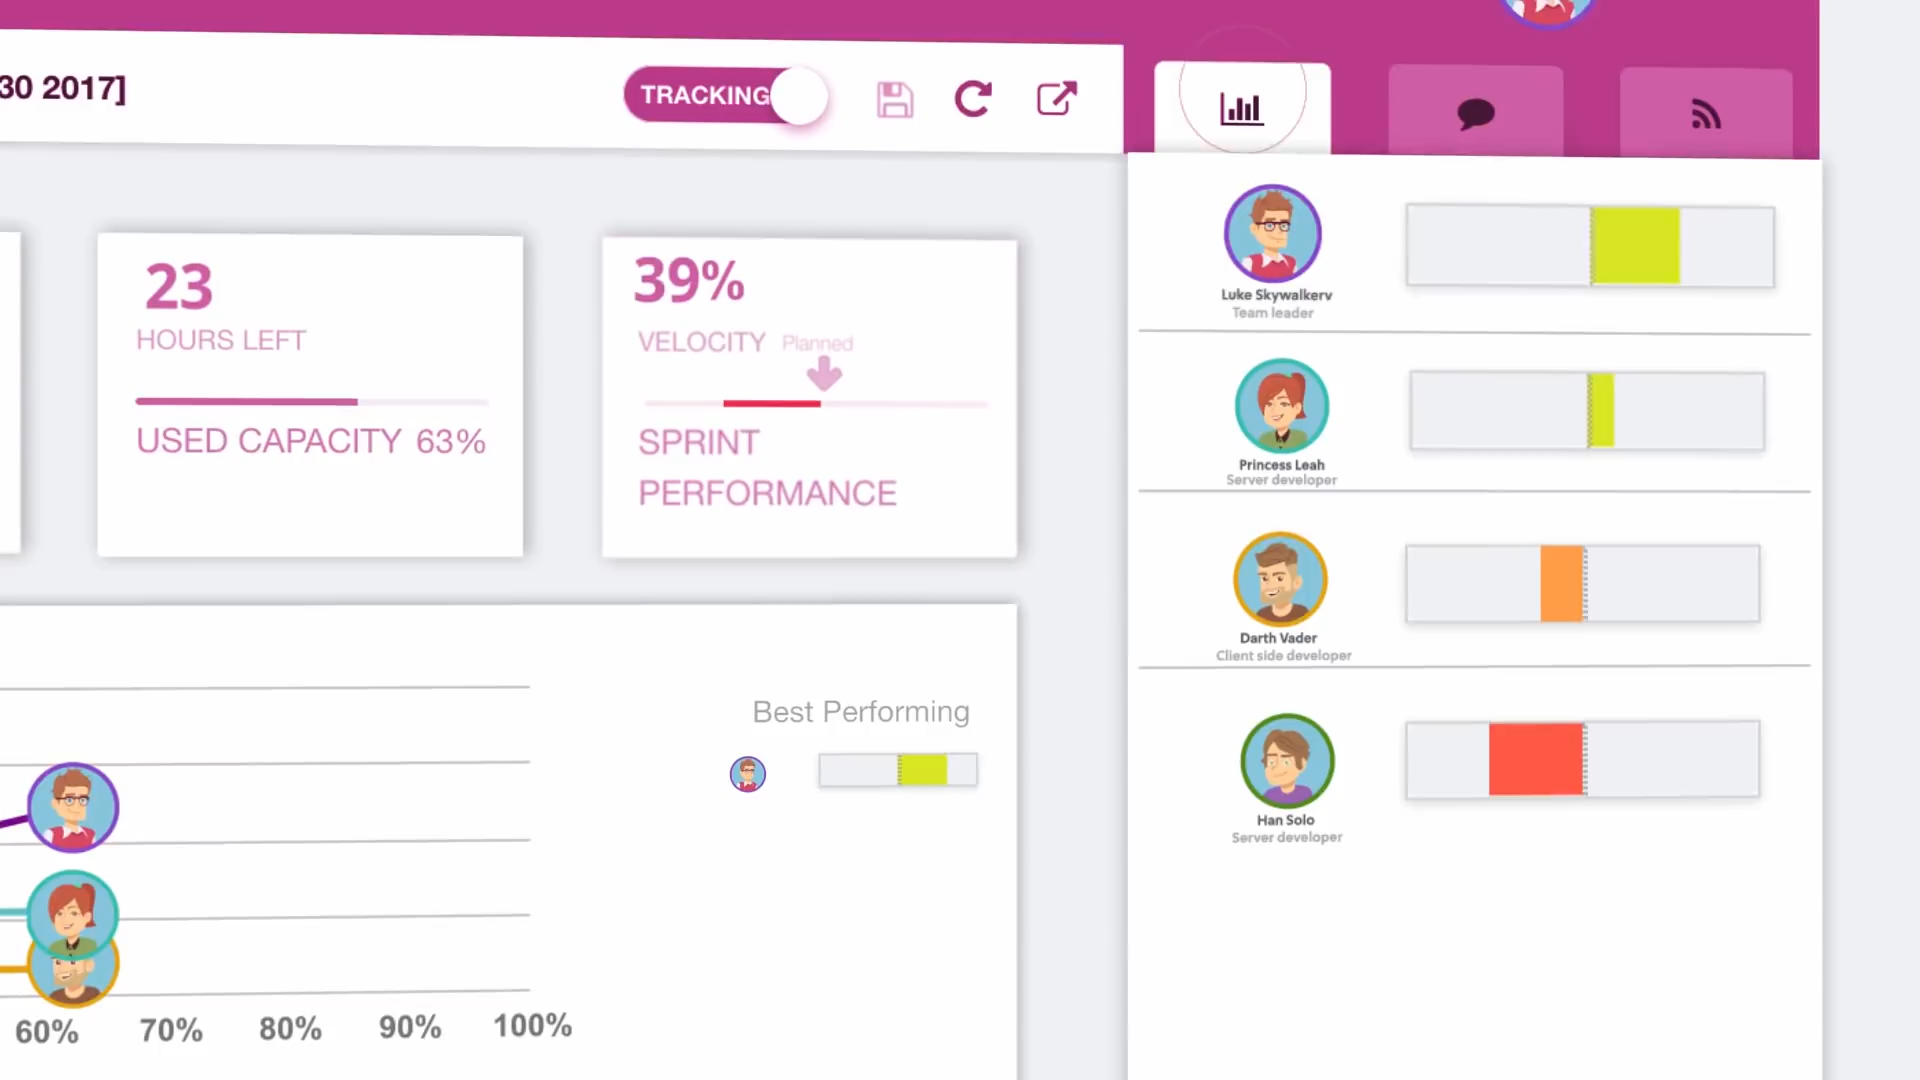 30 2017]
TRACKING
23
HOURS LEFT
USED CAPACITY 63%
39%
VELOCITY Planned
SPRINT
PERFORMANCE
Best Performing
60% 70% 80% 90% 100%
Luke Skywalkerv
Team leader
Princess Leah
Server developer
Darth Vader
Client side developer
Han Solo
Server developer